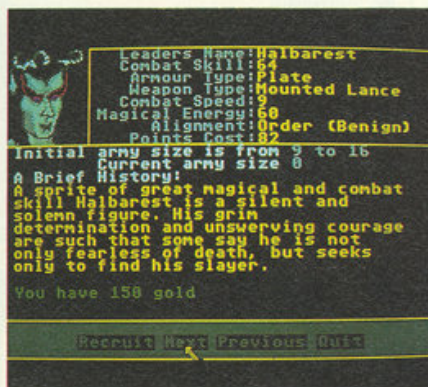 Leaders Name:Halbarest
Combat Skill:64
Armour Type:Plate
Weapon Type:Mounted Lance
Combat Speed:9
Magical Energy:60
Alignment:Order (Benign)
Points Cost:82
Initial army size is from 9 to 16
Current army size 0
A Brief History:
A sprite of great magical and combat
skill Halbarest is a silent and
solemn figure. His grim
determination and unswerving courage
are such that some say he is not
only fearless of death, but seeks
only to find his slayer.
You have 150 gold
Recruit Next Previous Quit